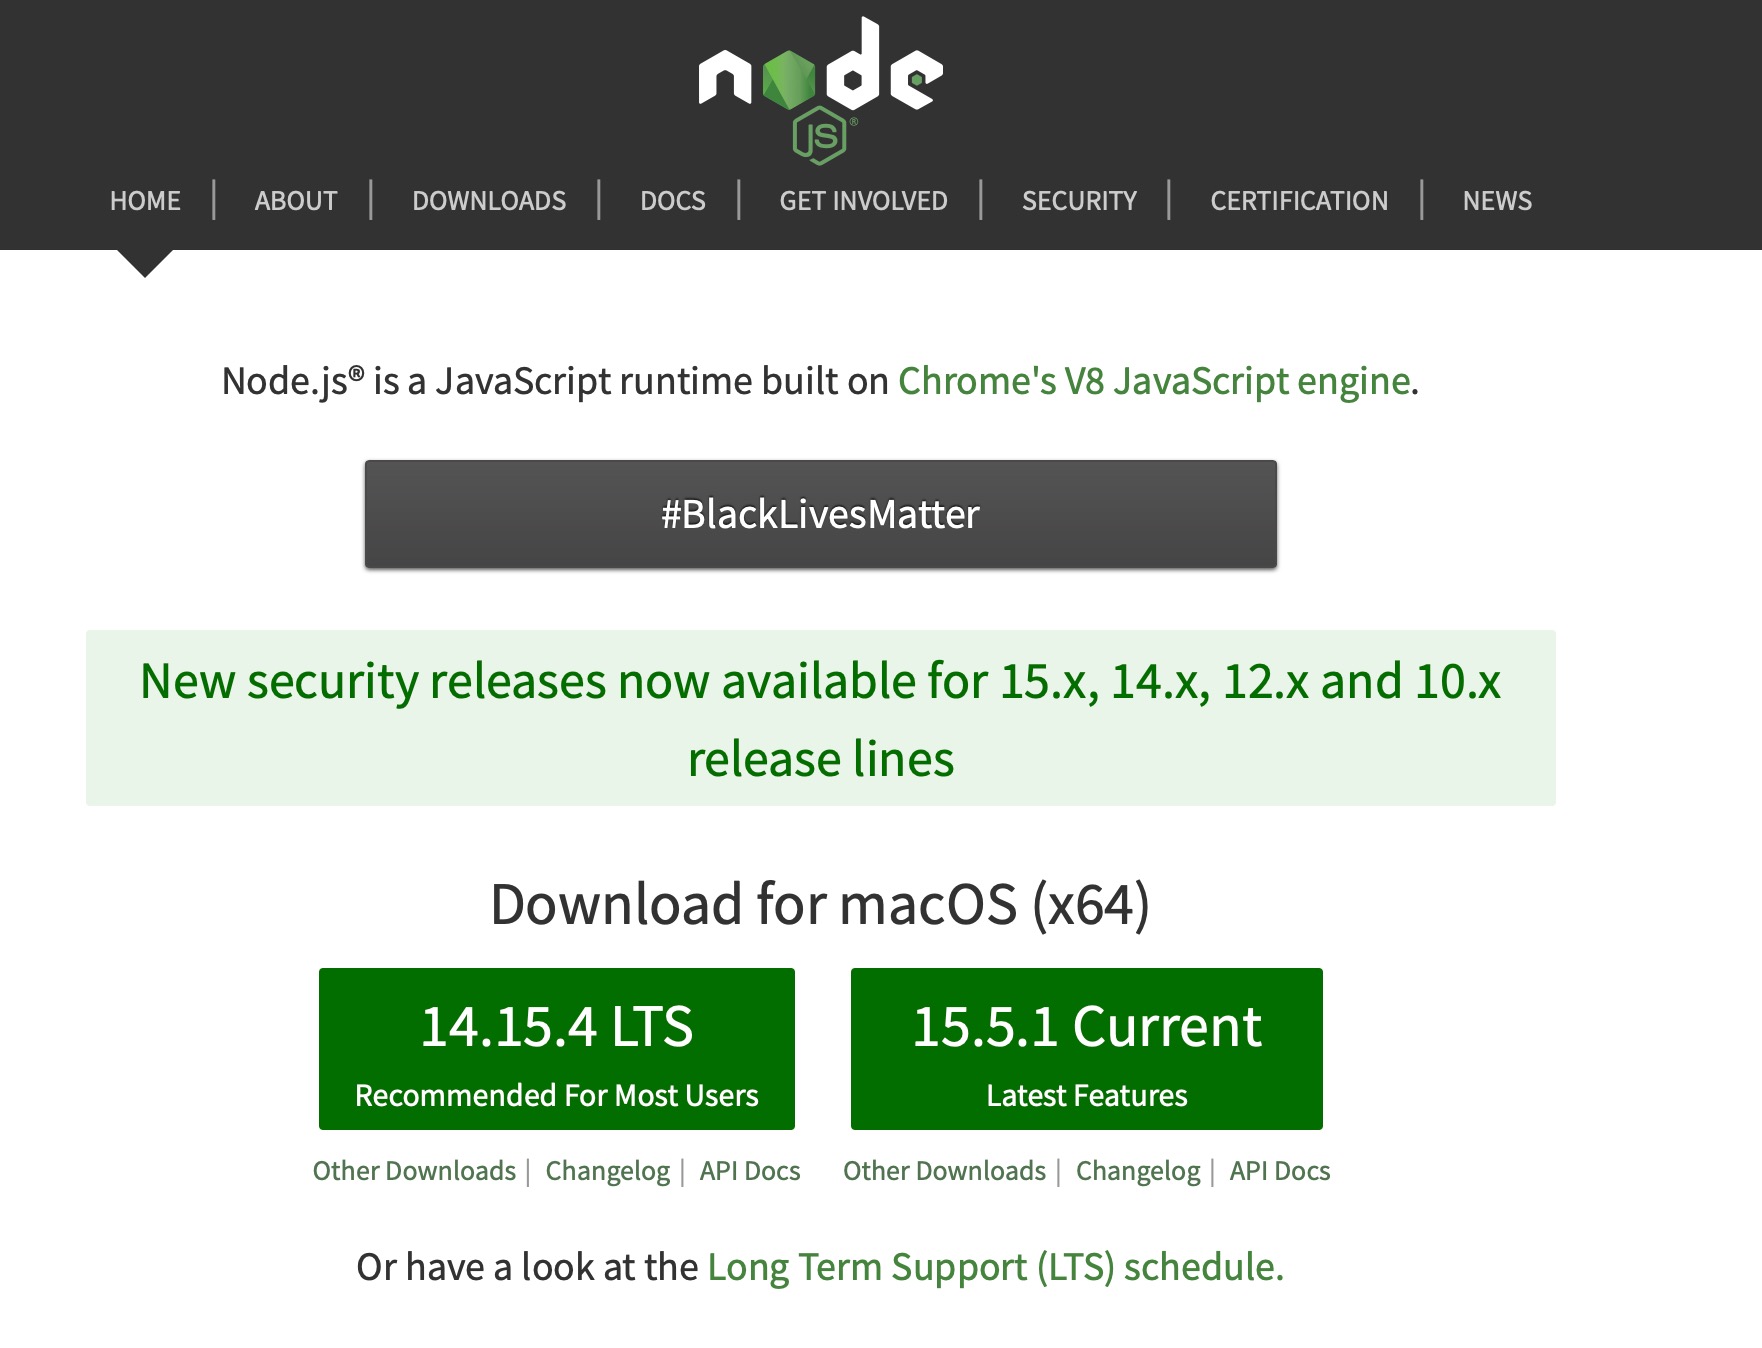 node
JS®
HOME | ABOUT | DOWNLOADS | DOCS | GET INVOLVED | SECURITY | CERTIFICATION | NEWS
Node.js® is a JavaScript runtime built on Chrome's V8 JavaScript engine.
#BlackLivesMatter
New security releases now available for 15.x, 14.x, 12.x and 10.x
release lines
Download for macOS (x64)
14.15.4 LTS
Recommended For Most Users
15.5.1 Current
Latest Features
Other Downloads | Changelog | API Docs
Other Downloads | Changelog | API Docs
Or have a look at the Long Term Support (LTS) schedule.